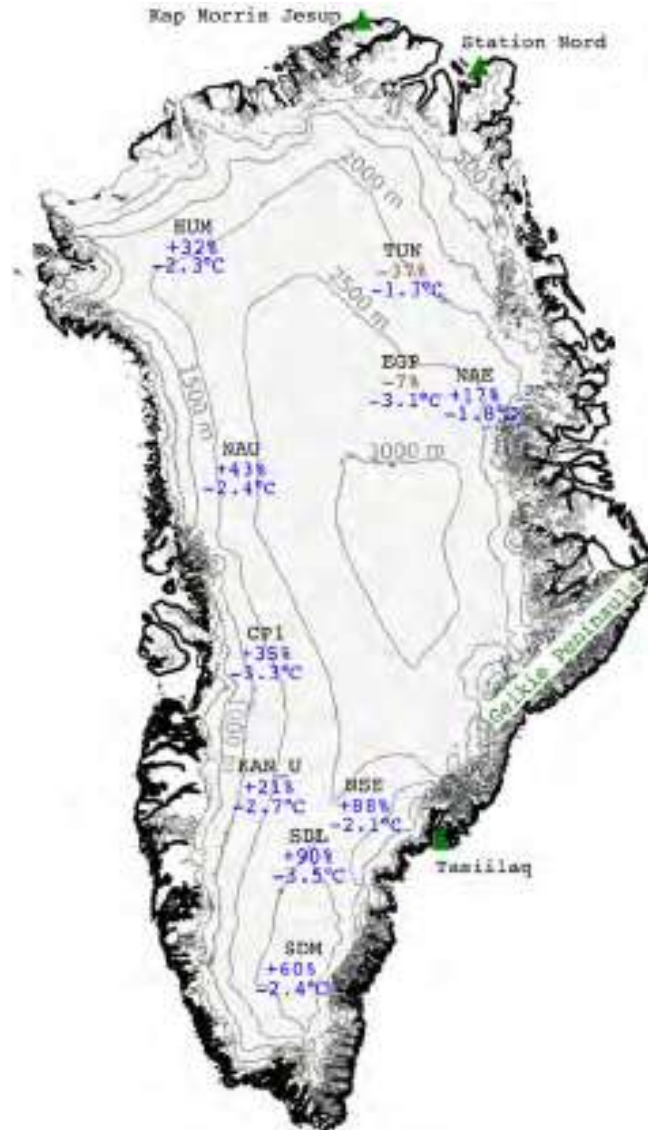 Kap Morris Jesup
Station Nord
2000 m
HUM
+32%
-2.3°C
TUN
-37%
-1.7°C
2500 m
EGP
-7%
-3.1°C
NAE
+17%
-1.8°C
1500 m
NAU
+43%
-2.4°C
CP1
+35%
-3.3°C
Geikie Peninsula
KAN_U
+21%
-2.7°C
NSE
+88%
-2.1°C
SDL
+90%
-3.5°C
Tasiilaq
SDM
+60%
-2.4°C